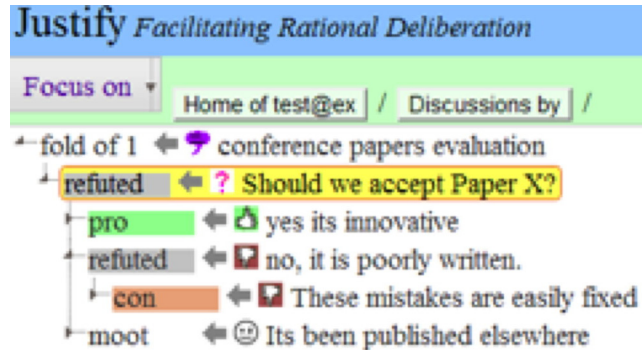 Justify Facilitating Rational Deliberation
Focus on Home of test@ex / Discussions by /
fold of 1 conference papers evaluation
refuted ? Should we accept Paper X?
pro yes its innovative
refuted no, it is poorly written.
con These mistakes are easily fixed
moot Its been published elsewhere